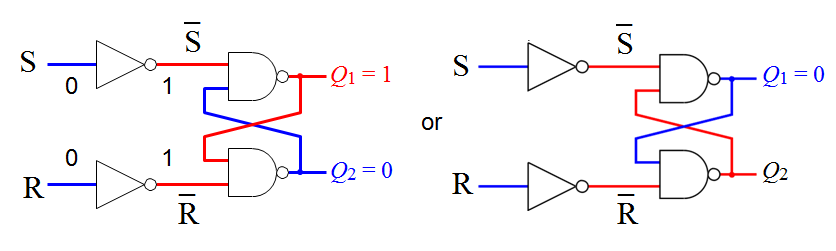 S
0
S̅
1
Q₁ = 1
0
1
R
R̅
Q₂ = 0
or
S
S̅
Q₁ = 0
R
R̅
Q₂